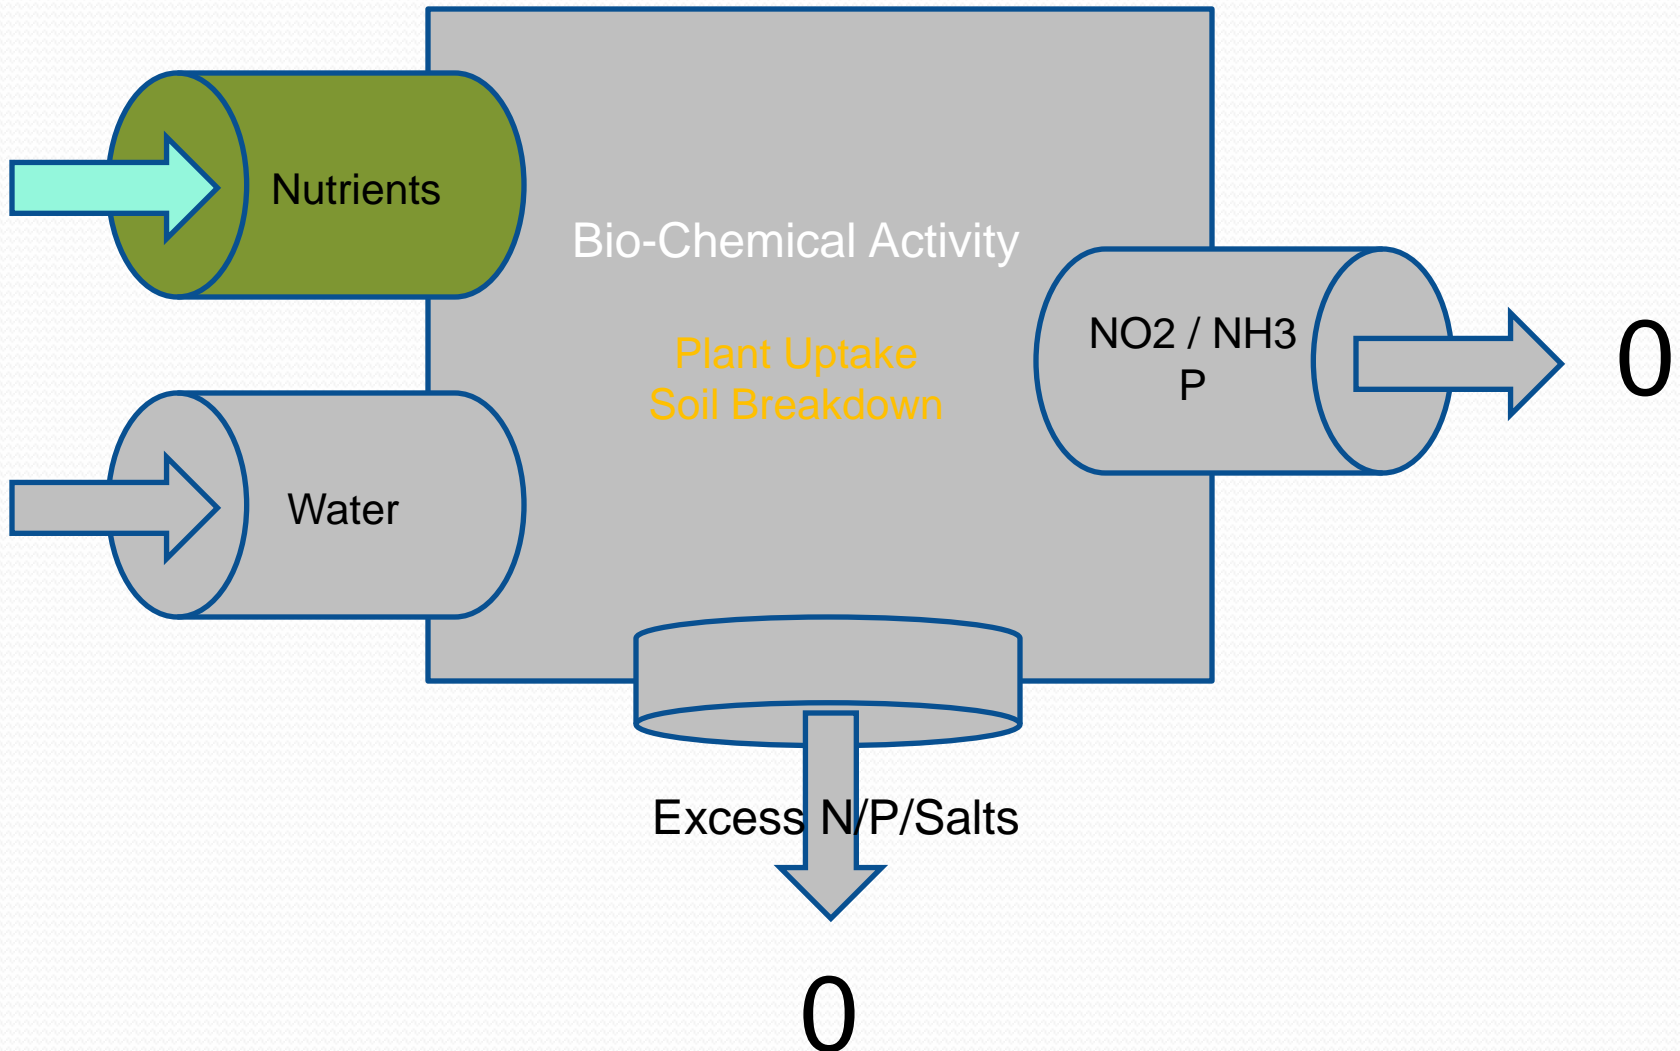 Nutrients
Bio-Chemical Activity
NO2 / NH3
P
0
Plant Uptake
Soil Breakdown
Water
Excess N/P/Salts
0